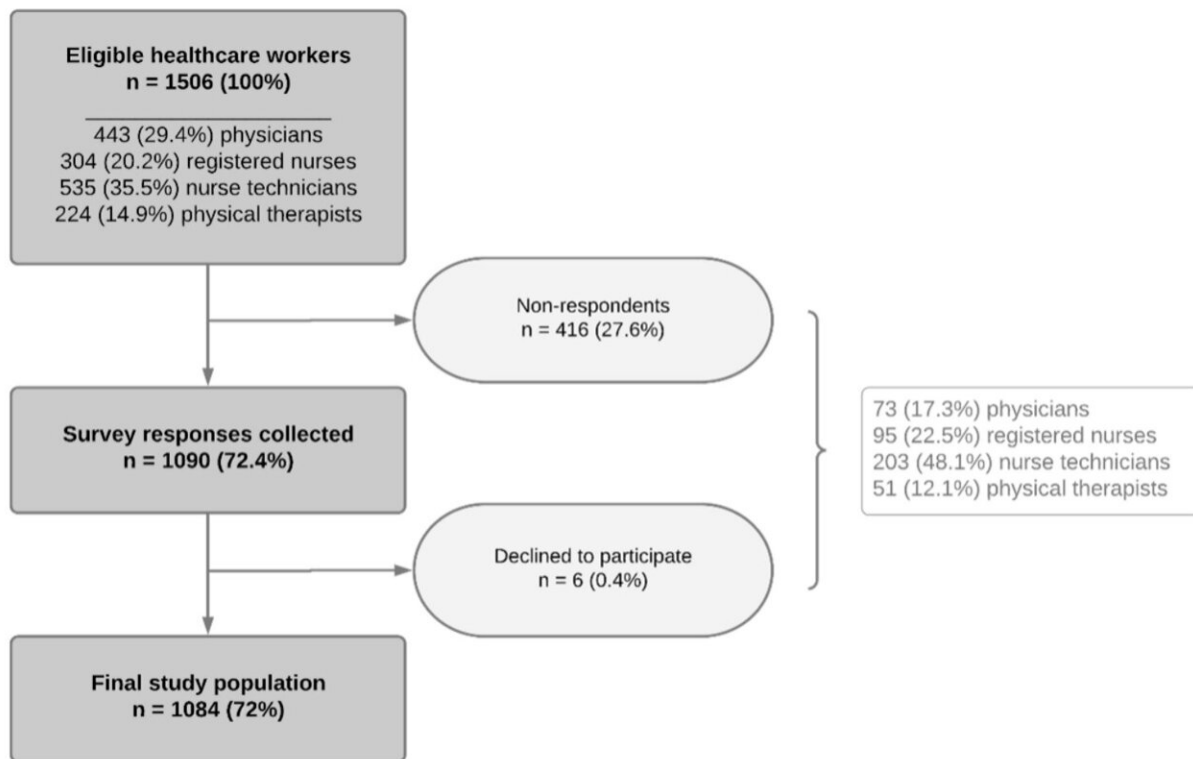 Eligible healthcare workers
n = 1506 (100%)
443 (29.4%) physicians
304 (20.2%) registered nurses
535 (35.5%) nurse technicians
224 (14.9%) physical therapists
Non-respondents
n = 416 (27.6%)
Survey responses collected
n = 1090 (72.4%)
73 (17.3%) physicians
95 (22.5%) registered nurses
203 (48.1%) nurse technicians
51 (12.1%) physical therapists
Declined to participate
n = 6 (0.4%)
Final study population
n = 1084 (72%)